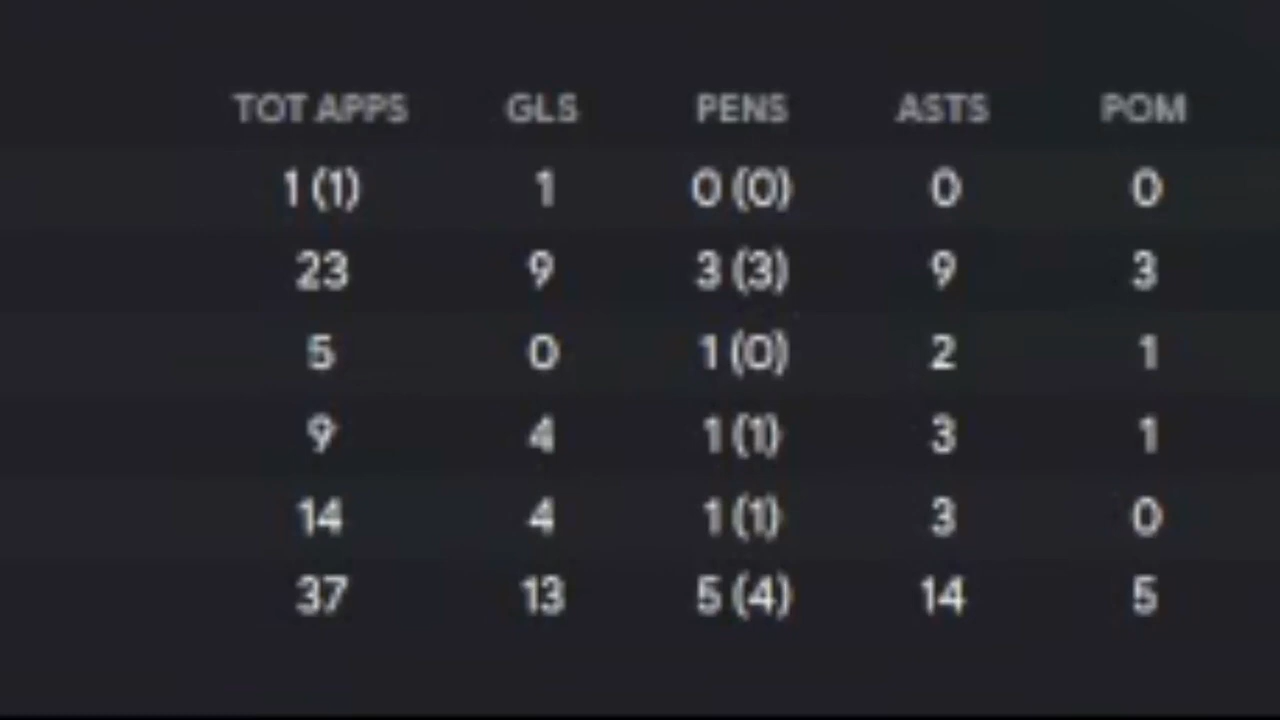 TOT APPS GLS PENS ASTS POM
1 (1) 1 0 (0) 0 0
23 9 3 (3) 9 3
5 0 1 (0) 2 1
9 4 1 (1) 3 1
14 4 1 (1) 3 0
37 13 5 (4) 14 5